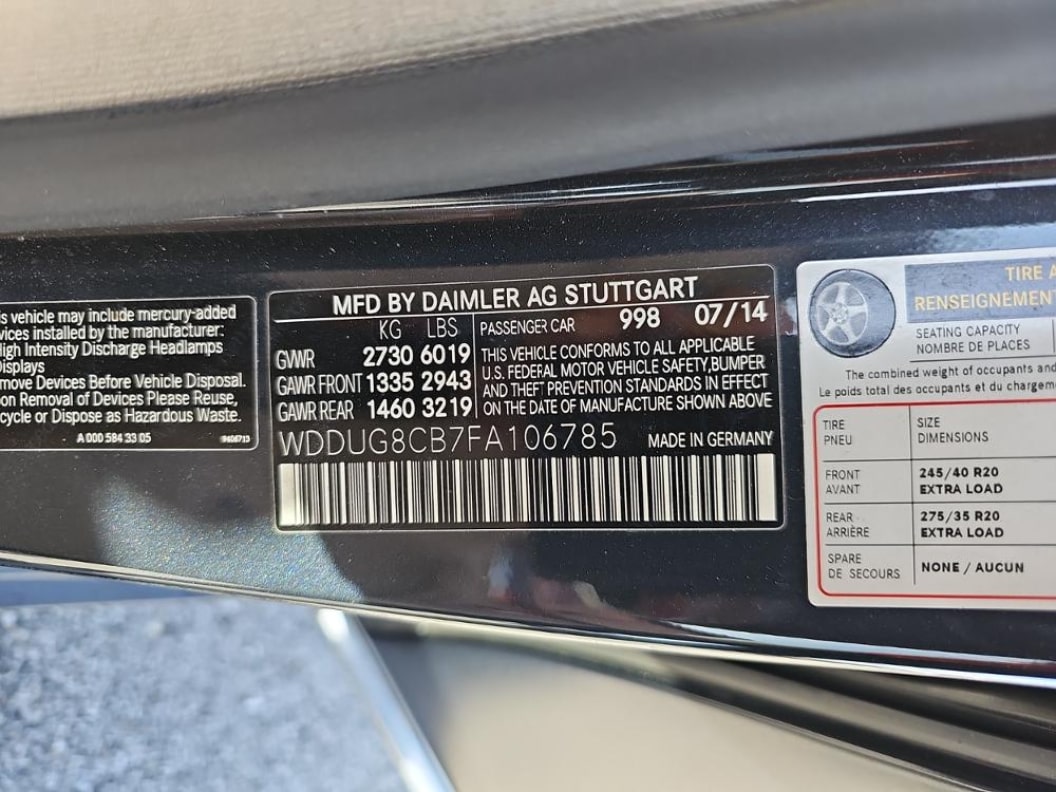 is vehicle may include mercury-added
vices installed by the manufacturer:
High Intensity Discharge Headlamps
Displays
move Devices Before Vehicle Disposal.
on Removal of Devices Please Reuse,
cycle or Dispose as Hazardous Waste.
A 000 584 33 05
MFD BY DAIMLER AG STUTTGART
KG LBS
GWR 2730 6019
GAWR FRONT 1335 2943
GAWR REAR 1460 3219
PASSENGER CAR 998 07/14
THIS VEHICLE CONFORMS TO ALL APPLICABLE
U.S. FEDERAL MOTOR VEHICLE SAFETY,BUMPER
AND THEFT PREVENTION STANDARDS IN EFFECT
ON THE DATE OF MANUFACTURE SHOWN ABOVE
WDDUG8CB7FA106785 MADE IN GERMANY
TIRE A
RENSEIGNEMEN
SEATING CAPACITY
NOMBRE DE PLACES
The combined weight of occupants and
Le poids total des occupants et du chargeme
TIRE SIZE
PNEU DIMENSIONS
FRONT 245/40 R20
AVANT EXTRA LOAD
REAR 275/35 R20
ARRIÈRE EXTRA LOAD
SPARE
DE SECOURS NONE / AUCUN